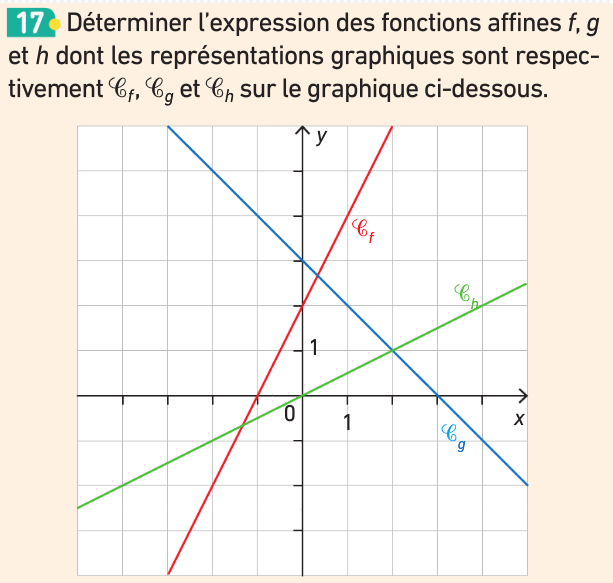 17 Déterminer l'expression des fonctions affines f, g
et h dont les représentations graphiques sont respec-
tivement 𝒞f, 𝒞g et 𝒞h sur le graphique ci-dessous.
y
𝒞f
𝒞h
1
0
1
x
𝒞g